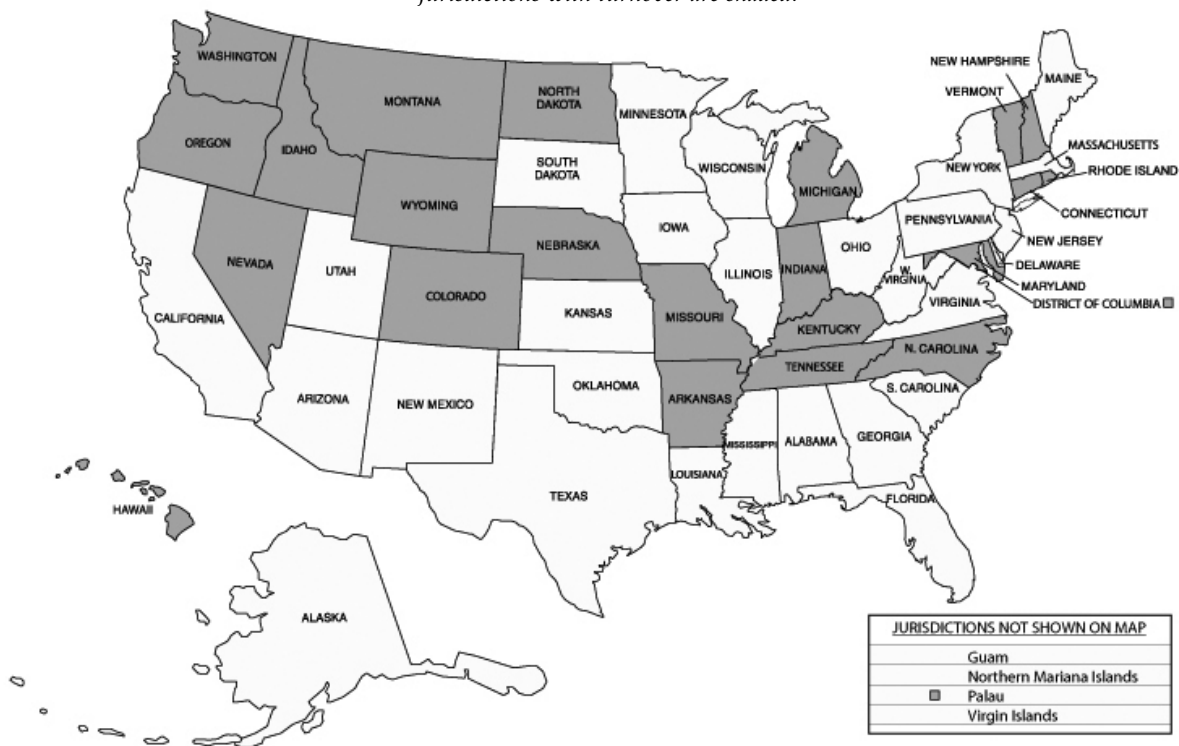 WASHINGTON
MONTANA
NORTH
DAKOTA
MINNESOTA
NEW HAMPSHIRE
VERMONT
MAINE
OREGON
IDAHO
SOUTH
DAKOTA
WISCONSIN
MICHIGAN
NEW YORK
MASSACHUSETTS
RHODE ISLAND
CONNECTICUT
WYOMING
IOWA
PENNSYLVANIA
NEW JERSEY
NEBRASKA
NEVADA
UTAH
COLORADO
ILLINOIS
INDIANA
OHIO
W.
VIRGINIA
DELAWARE
MARYLAND
DISTRICT OF COLUMBIA
CALIFORNIA
KANSAS
MISSOURI
VIRGINIA
KENTUCKY
N. CAROLINA
TENNESSEE
ARIZONA
NEW MEXICO
OKLAHOMA
ARKANSAS
S. CAROLINA
MISSISSIPPI
ALABAMA
GEORGIA
LOUISIANA
TEXAS
FLORIDA
HAWAII
ALASKA
JURISDICTIONS NOT SHOWN ON MAP
Guam
Northern Mariana Islands
Palau
Virgin Islands